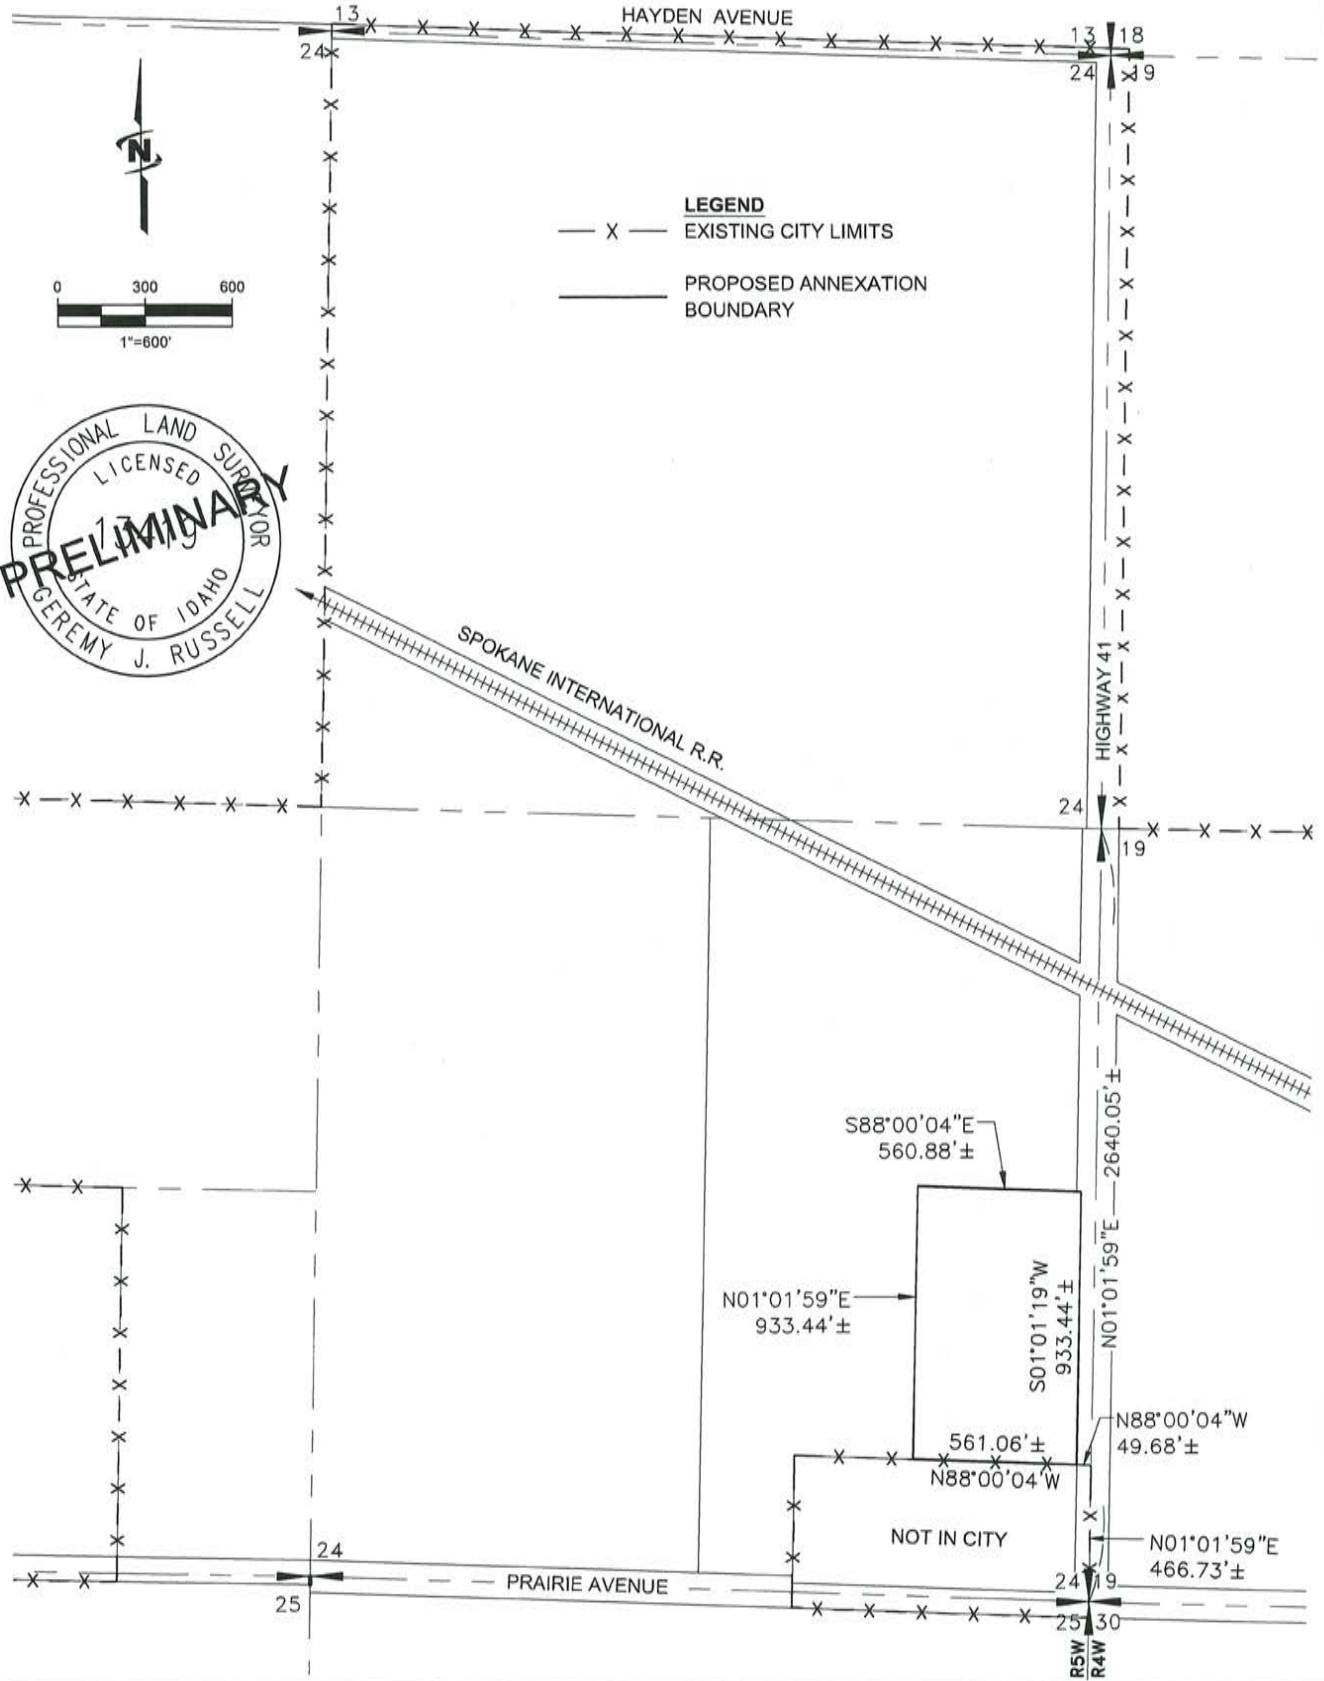 HAYDEN AVENUE
13
24
13 18
24 19
N
0 300 600
1"=600'
LEGEND
— X — EXISTING CITY LIMITS
PROPOSED ANNEXATION
BOUNDARY
PROFESSIONAL LAND SURVEYOR
LICENSED
PRELIMINARY
STATE OF IDAHO
GEREMY J. RUSSELL
SPOKANE INTERNATIONAL R.R.
HIGHWAY 41
24
19
S88°00'04"E
560.88'±
N01°01'59"E 2640.05'±
N01°01'59"E
933.44'±
S01°01'19"W
933.44'±
N88°00'04"W
49.68'±
561.06'±
N88°00'04"W
NOT IN CITY
N01°01'59"E
466.73'±
24
25
PRAIRIE AVENUE
24 19
25 30
R5W
R4W